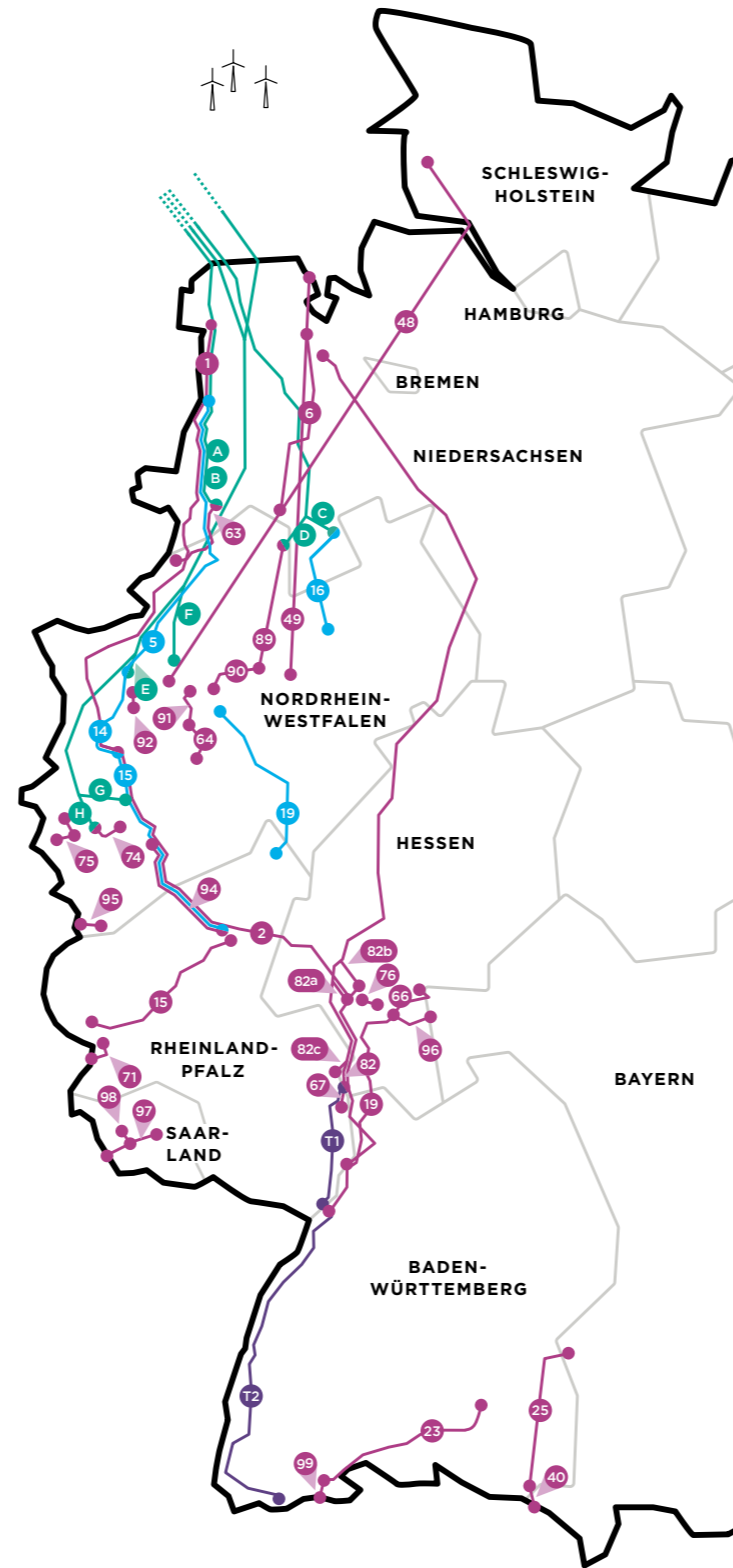 SCHLESWIG-
HOLSTEIN
48
HAMBURG
1
BREMEN
6
NIEDERSACHSEN
A
B
C
63
D
16
F
49
5
89
90
E
NORDRHEIN-
WESTFALEN
91
92
14
64
15
G
19
H
HESSEN
74
75
94
95
2
82b
82a
76
66
15
96
82c
RHEINLAND-
PFALZ
71
82
BAYERN
67
98
97
19
SAAR-
LAND
T1
BADEN-
WÜRTTEMBERG
T2
25
23
99
40